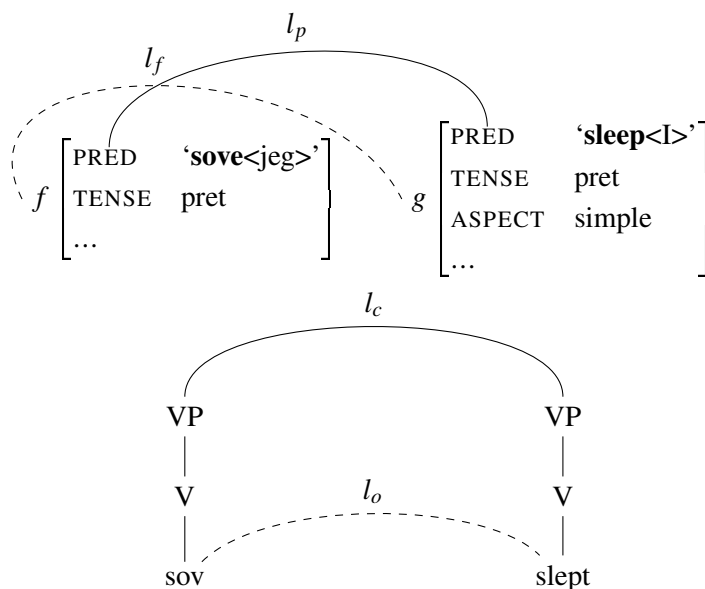 l_p
l_f
f PRED ‘sove<jeg>’
TENSE pret
...
g PRED ‘sleep<I>’
TENSE pret
ASPECT simple
...
l_c
VP VP
V V
l_o
sov slept